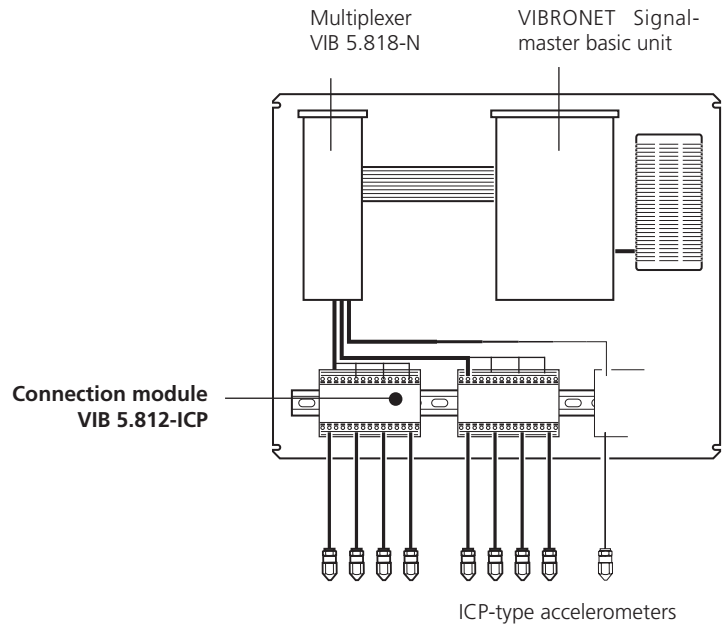 Multiplexer
VIB 5.818-N
VIBRONET Signal-
master basic unit
Connection module
VIB 5.812-ICP
ICP-type accelerometers